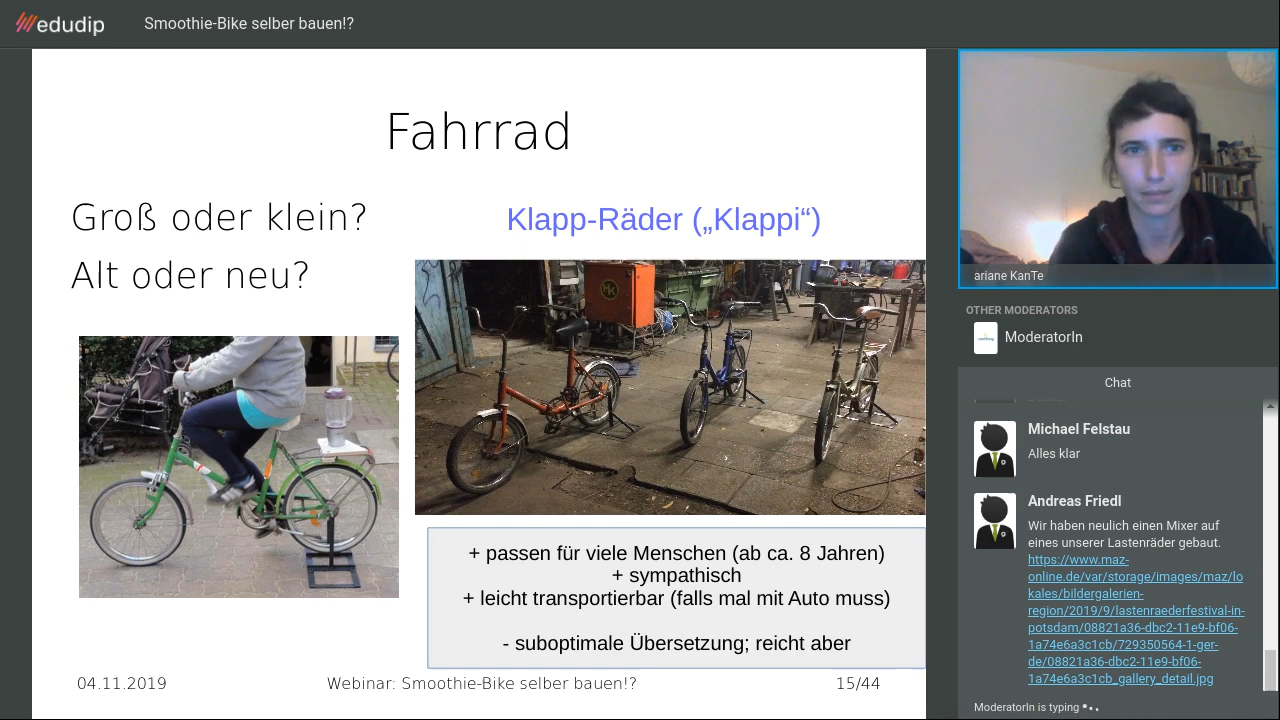 edudip
Smoothie-Bike selber bauen!?
Fahrrad
Groß oder klein?
Alt oder neu?
Klapp-Räder („Klappi“)
HK
+ passen für viele Menschen (ab ca. 8 Jahren)
+ sympathisch
+ leicht transportierbar (falls mal mit Auto muss)
- suboptimale Übersetzung; reicht aber
04.11.2019
Webinar: Smoothie-Bike selber bauen!?
15/44
ariane KanTe
OTHER MODERATORS
ModeratorIn
Chat
Michael Felstau
Alles klar
Andreas Friedl
Wir haben neulich einen Mixer auf
eines unserer Lastenräder gebaut.
https://www.maz-
online.de/var/storage/images/maz/lo
kales/bildergalerien-
region/2019/9/lastenraederfestival-in-
potsdam/08821a36-dbc2-11e9-bf06-
1a74e6a3c1cb/729350564-1-ger-
de/08821a36-dbc2-11e9-bf06-
1a74e6a3c1cb_gallery_detail.jpg
ModeratorIn is typing